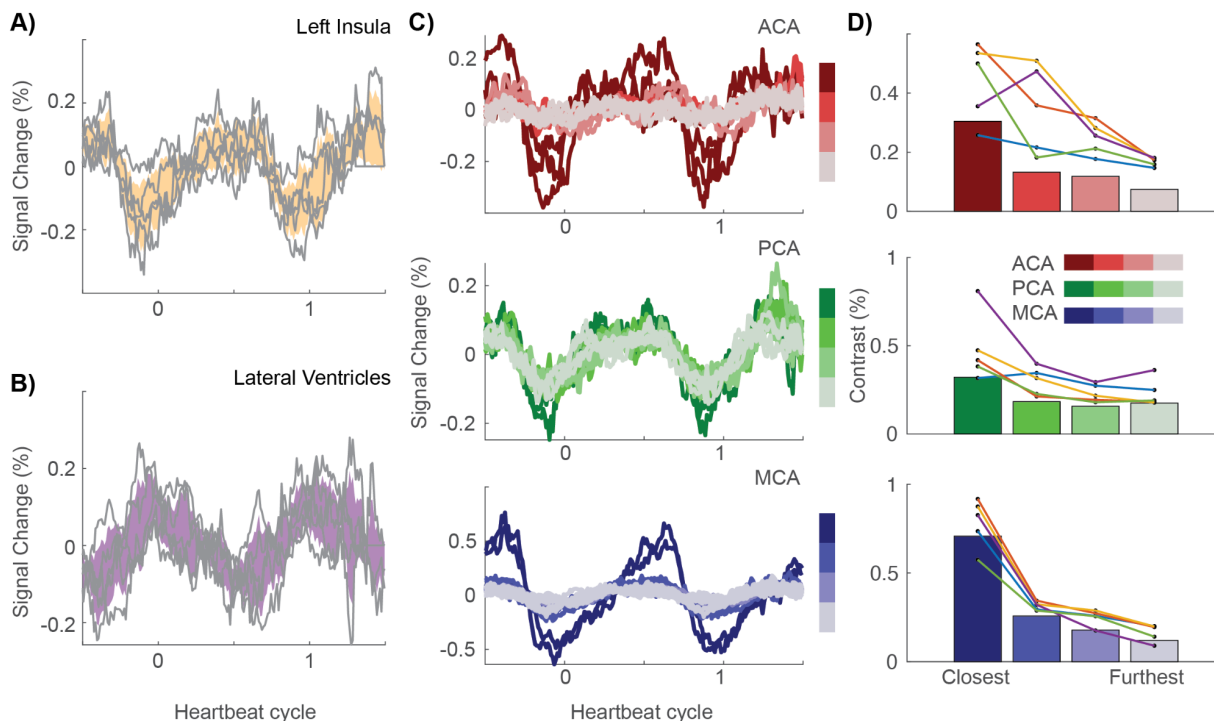 A)
Left Insula
Signal Change (%)
0.2
0
-0.2
0
1
B)
Lateral Ventricles
Signal Change (%)
0.2
0
-0.2
0
1
Heartbeat cycle
C)
ACA
0.2
0
-0.2
0
1
PCA
Signal Change (%)
0.2
0
-0.2
0
1
MCA
0.5
0
-0.5
0
1
Heartbeat cycle
D)
0.4
0.2
0
1
ACA
PCA
MCA
Contrast (%)
0.5
0
1
0.5
0
Closest
Furthest